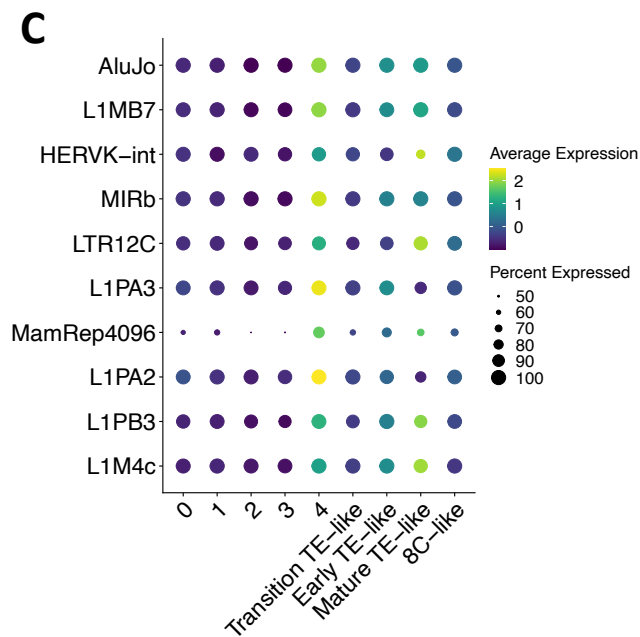 C
AluJo
L1MB7
HERVK−int
MIRb
LTR12C
L1PA3
MamRep4096
L1PA2
L1PB3
L1M4c
0
1
2
3
4
Transition TE−like
Early TE−like
Mature TE−like
8C−like
Average Expression
2
1
0
Percent Expressed
50
60
70
80
90
100